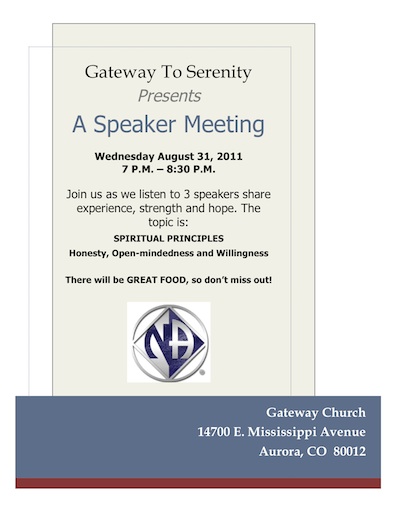 Gateway To Serenity
Presents
A Speaker Meeting
Wednesday August 31, 2011
7 P.M. – 8:30 P.M.
Join us as we listen to 3 speakers share
experience, strength and hope. The
topic is:
SPIRITUAL PRINCIPLES
Honesty, Open-mindedness and Willingness
There will be GREAT FOOD, so don't miss out!
NA
®
Gateway Church
14700 E. Mississippi Avenue
Aurora, CO 80012